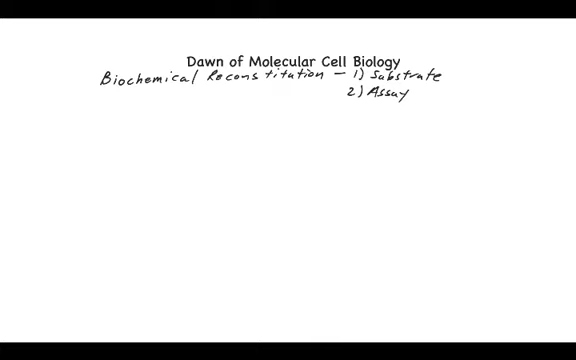 Dawn of Molecular Cell Biology
Biochemical Reconstitution – 1) Substrate
2) Assay